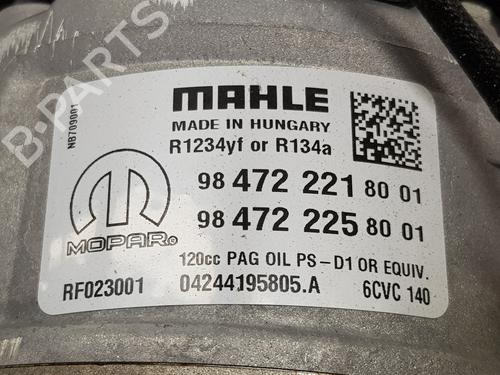 B-PARTS
NB709001
MAHLE
MADE IN HUNGARY
R1234yf or R134a
98 472 221 80 01
98 472 225 80 01
MOPAR®
120cc PAG OIL PS-D1 OR EQUIV.
RF023001 04244195805.A 6CVC 140